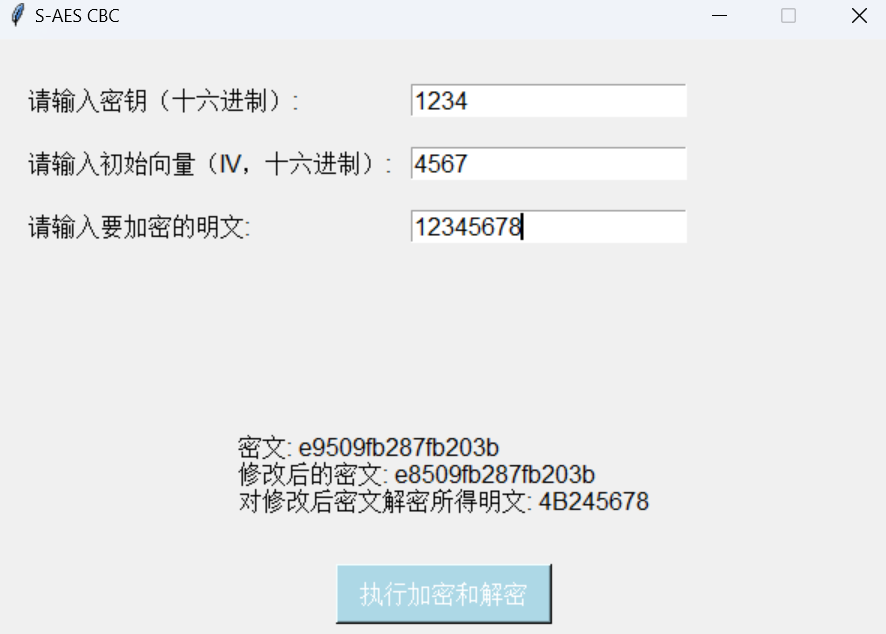 S-AES CBC
请输入密钥（十六进制）: 1234
请输入初始向量（IV，十六进制）: 4567
请输入要加密的明文: 12345678
密文: e9509fb287fb203b
修改后的密文: e8509fb287fb203b
对修改后密文解密所得明文: 4B245678
执行加密和解密